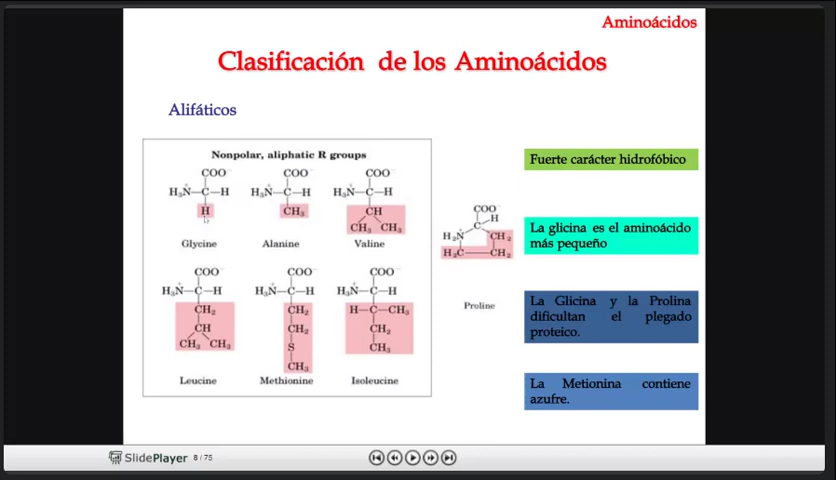 Aminoácidos
Clasificación de los Aminoácidos
Alifáticos
Nonpolar, aliphatic R groups
COO⁻ COO⁻ COO⁻
H₃N⁺—C—H H₃N⁺—C—H H₃N⁺—C—H
H CH₃ CH
CH₃ CH₃
Glycine Alanine Valine
COO⁻ COO⁻ COO⁻
H₃N⁺—C—H H₃N⁺—C—H H₃N⁺—C—H
CH₂ CH₂ H—C—CH₃
CH CH₂ CH₂
CH₃ CH₃ S CH₃
CH₃
Leucine Methionine Isoleucine
COO⁻
C H
H₂N⁺ CH₂
H₂C—CH₂
Proline
Fuerte carácter hidrofóbico
La glicina es el aminoácido
más pequeño
La Glicina y la Prolina
dificultan el plegado
proteico.
La Metionina contiene
azufre.
SlidePlayer 8 / 75